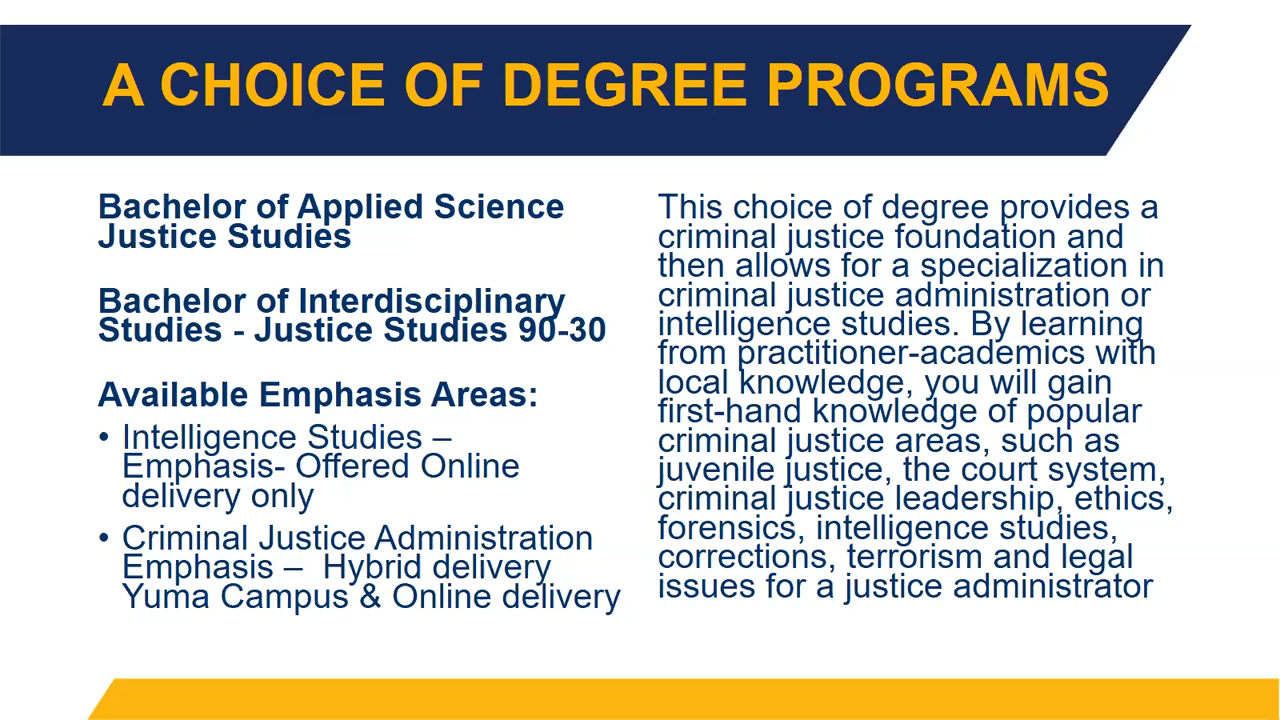 A CHOICE OF DEGREE PROGRAMS
Bachelor of Applied Science
Justice Studies
Bachelor of Interdisciplinary
Studies - Justice Studies 90-30
Available Emphasis Areas:
• Intelligence Studies –
Emphasis- Offered Online
delivery only
• Criminal Justice Administration
Emphasis –  Hybrid delivery
Yuma Campus & Online delivery
This choice of degree provides a
criminal justice foundation and
then allows for a specialization in
criminal justice administration or
intelligence studies. By learning
from practitioner-academics with
local knowledge, you will gain
first-hand knowledge of popular
criminal justice areas, such as
juvenile justice, the court system,
criminal justice leadership, ethics,
forensics, intelligence studies,
corrections, terrorism and legal
issues for a justice administrator